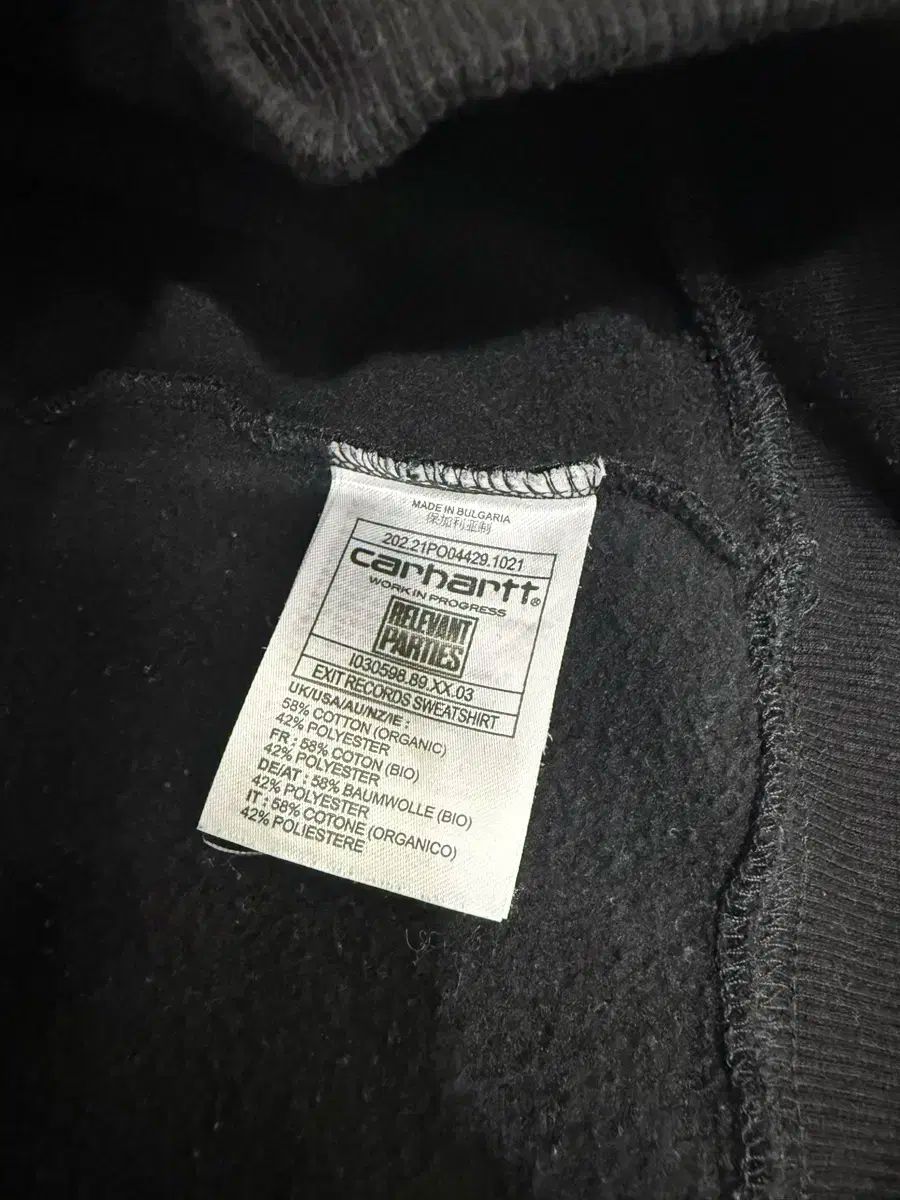 MADE IN BULGARIA
保加利亚制
202.21PO04429.1021
carhartt®
WORK IN PROGRESS
RELEVANT
PARTIES
I030598.89.XX.03
EXIT RECORDS SWEATSHIRT
UK/USA/AU/NZ/IE :
58% COTTON (ORGANIC)
42% POLYESTER
FR : 58% COTON (BIO)
42% POLYESTER
DE/AT : 58% BAUMWOLLE (BIO)
42% POLYESTER
IT : 58% COTONE (ORGANICO)
42% POLIESTERE